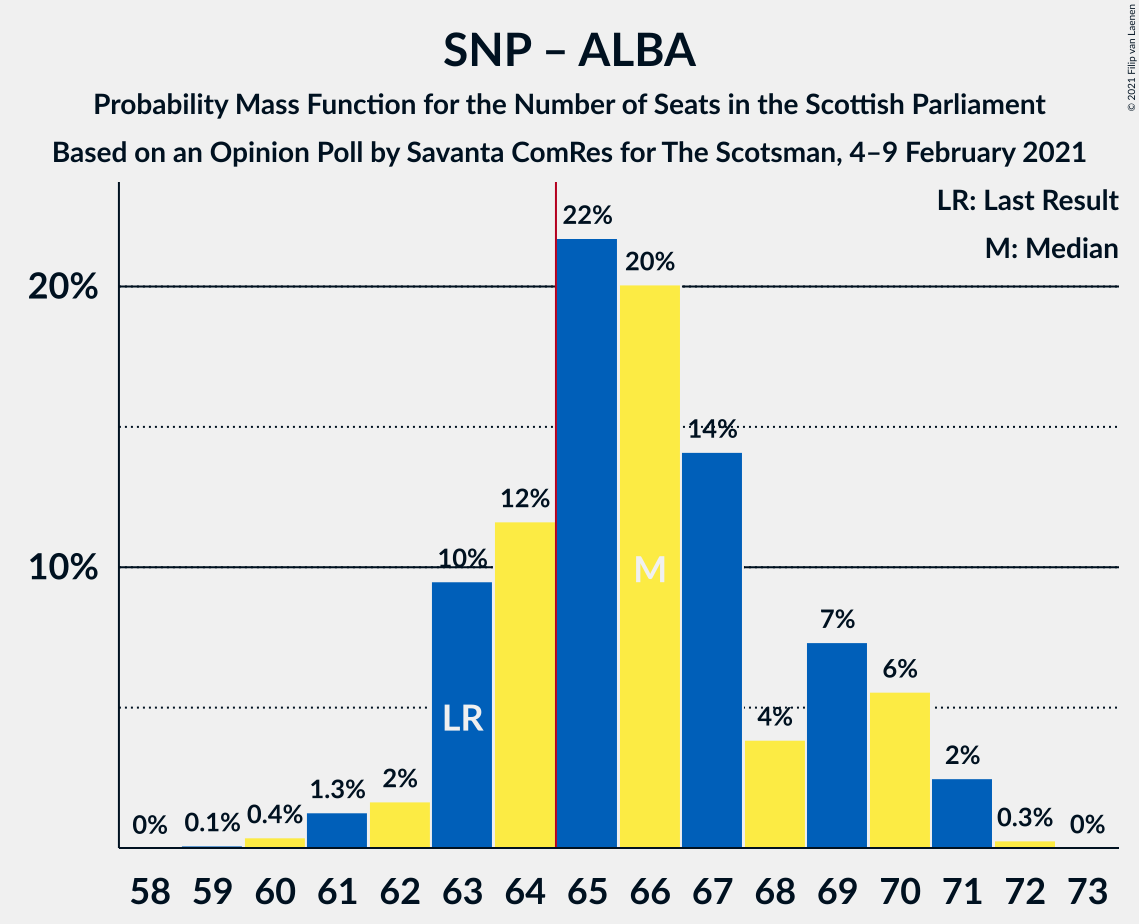 SNP – ALBA
Probability Mass Function for the Number of Seats in the Scottish Parliament
Based on an Opinion Poll by Savanta ComRes for The Scotsman, 4–9 February 2021
© 2021 Filip van Laenen
LR: Last Result
M: Median
20%
10%
0%
0.1%
0.4%
1.3%
2%
10%
12%
22%
20%
14%
4%
7%
6%
2%
0.3%
0%
LR
M
58 59 60 61 62 63 64 65 66 67 68 69 70 71 72 73